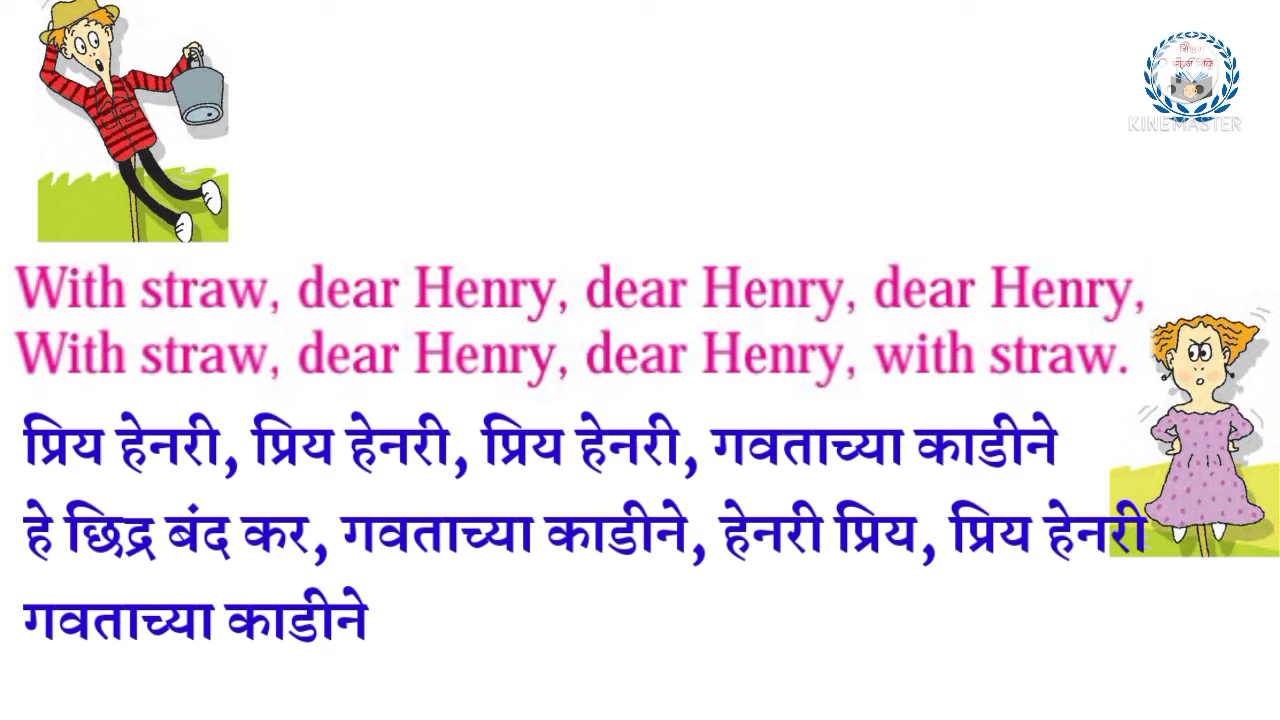 शिक्षण
KINEMASTER
With straw, dear Henry, dear Henry, dear Henry,
With straw, dear Henry, dear Henry, with straw.
प्रिय हेनरी, प्रिय हेनरी, प्रिय हेनरी, गवताच्या काडीने
हे छिद्र बंद कर, गवताच्या काडीने, हेनरी प्रिय, प्रिय हेनरी
गवताच्या काडीने